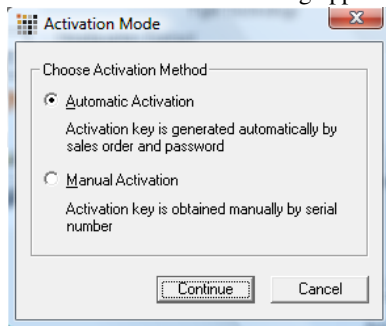 Activation Mode
Choose Activation Method
Automatic Activation
Activation key is generated automatically by
sales order and password
Manual Activation
Activation key is obtained manually by serial
number
Continue
Cancel